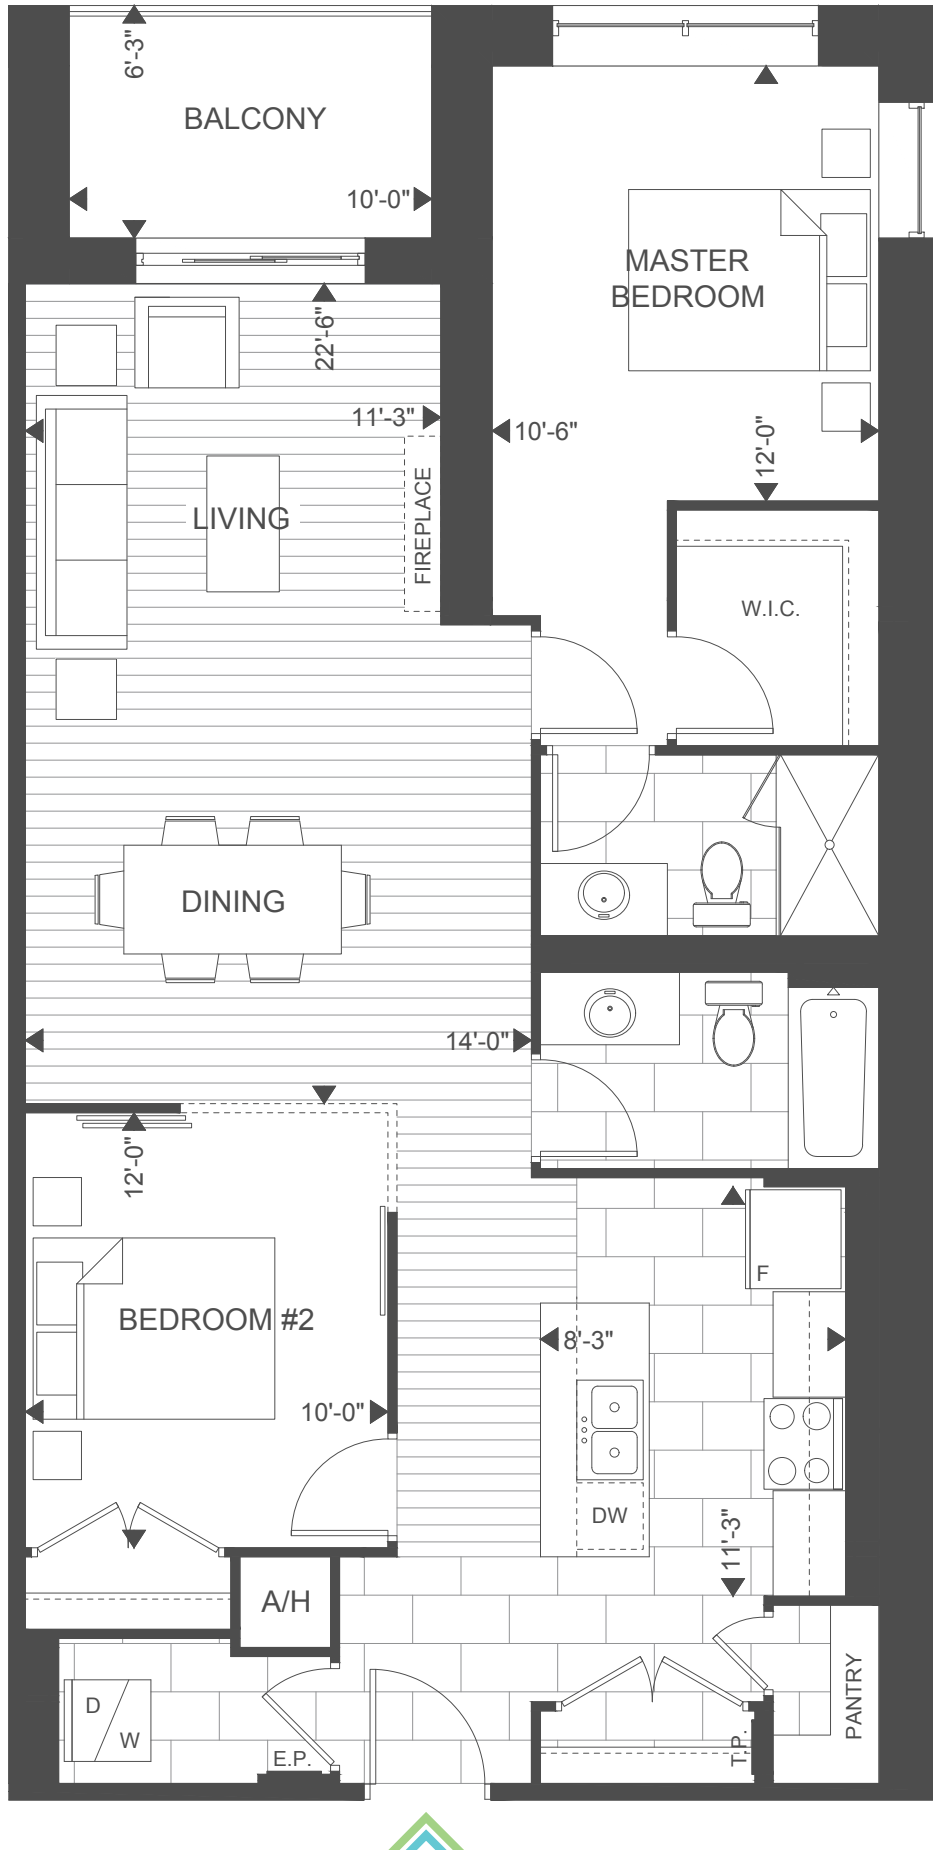 6'-3"
BALCONY
10'-0"
MASTER
BEDROOM
22'-6"
11'-3"
10'-6"
12'-0"
FIREPLACE
LIVING
W.I.C.
DINING
14'-0"
12'-0"
F
BEDROOM #2
8'-3"
10'-0"
DW
11'-3"
A/H
PANTRY
D
W
E.P.
T.P.